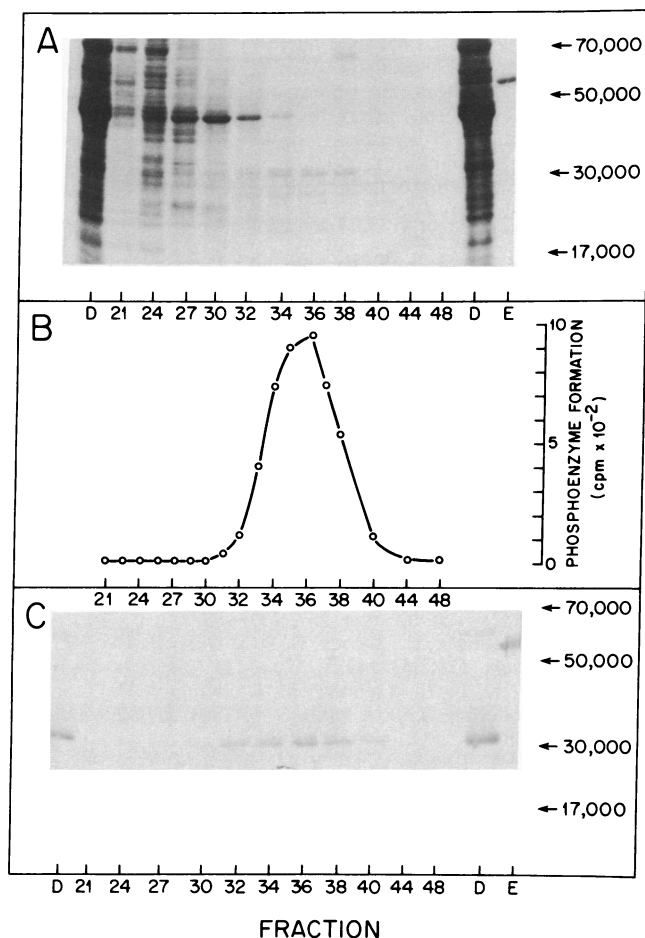 A
←70,000
←50,000
←30,000
←17,000
D 21 24 27 30 32 34 36 38 40 44 48 D E
B
10
5
0
PHOSPHOENZYME FORMATION
(cpm x 10-2)
21 24 27 30 32 34 36 38 40 44 48
C
←70,000
←50,000
←30,000
←17,000
D 21 24 27 30 32 34 36 38 40 44 48 D E
FRACTION